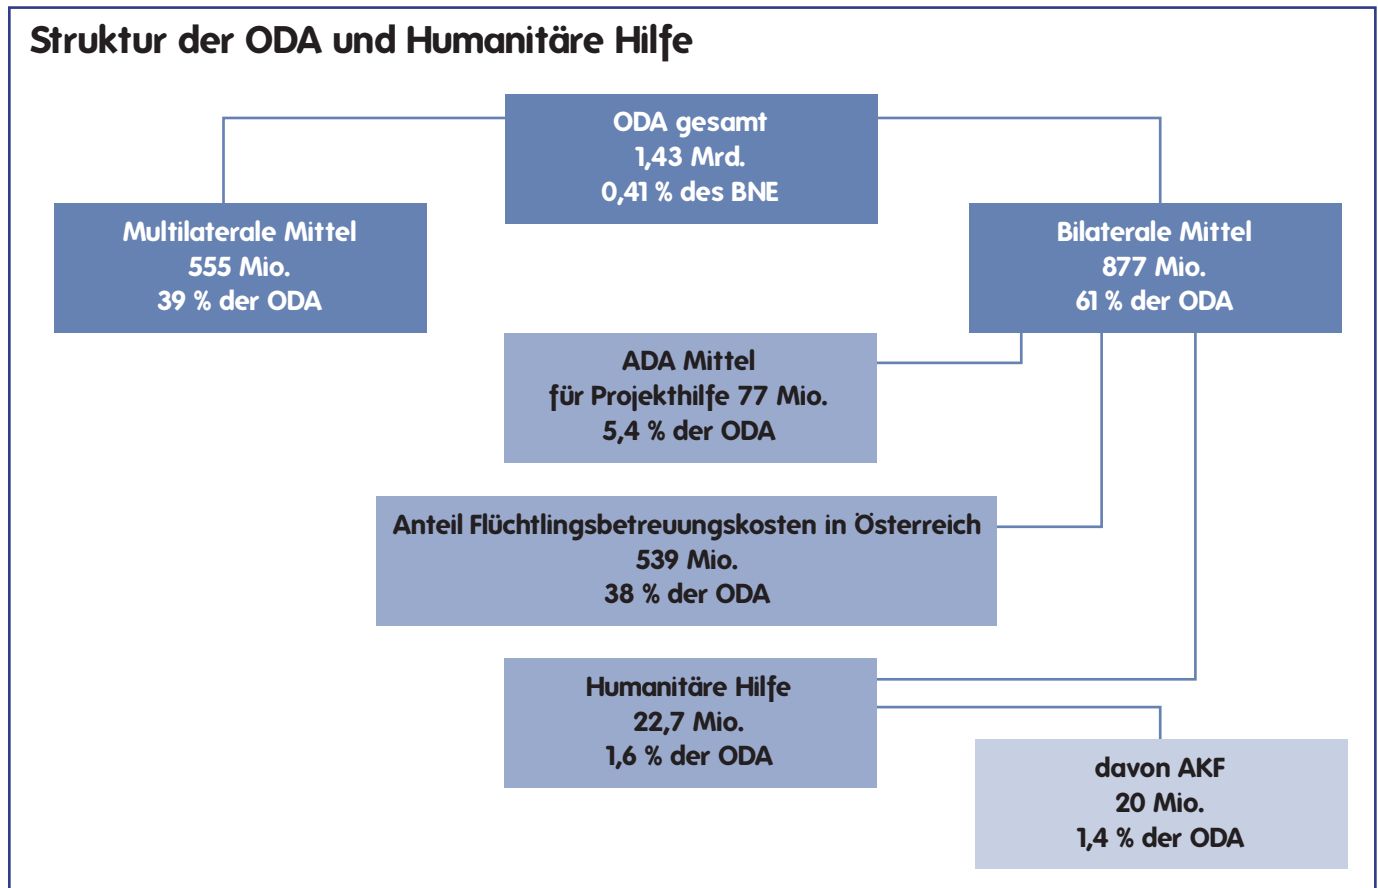 Struktur der ODA und Humanitäre Hilfe
ODA gesamt
1,43 Mrd.
0,41 % des BNE
Multilaterale Mittel
555 Mio.
39 % der ODA
Bilaterale Mittel
877 Mio.
61 % der ODA
ADA Mittel
für Projekthilfe 77 Mio.
5,4 % der ODA
Anteil Flüchtlingsbetreuungskosten in Österreich
539 Mio.
38 % der ODA
Humanitäre Hilfe
22,7 Mio.
1,6 % der ODA
davon AKF
20 Mio.
1,4 % der ODA